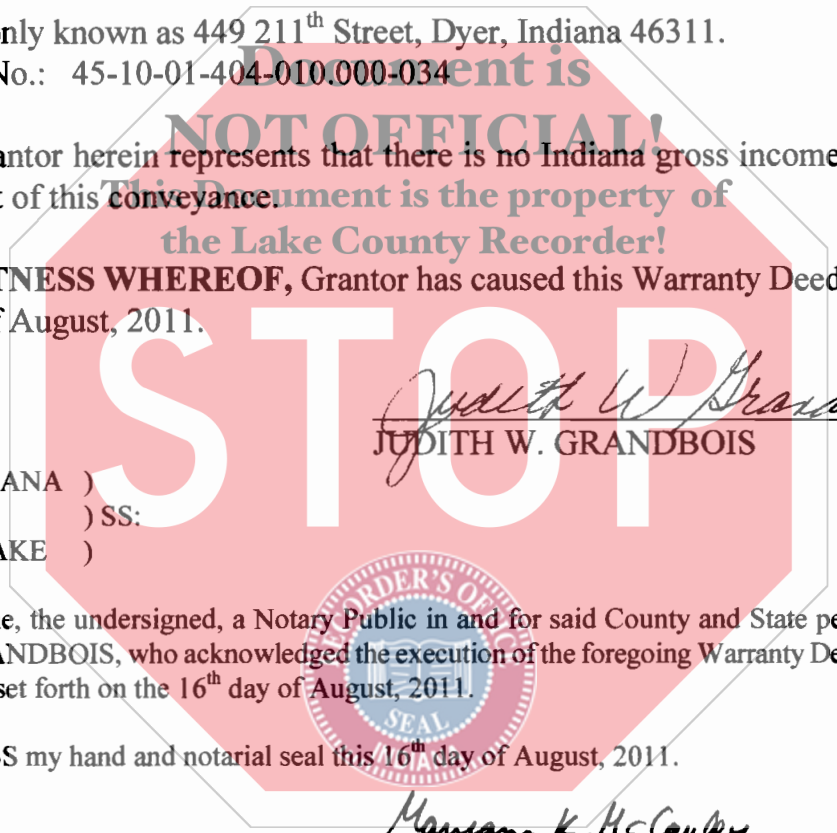 nly known as 449 211th Street, Dyer, Indiana 46311.
No.: 45-10-01-404-010.000-034
Document is
NOT OFFICIAL!
antor herein represents that there is no Indiana gross income
t of this conveyance.
This Document is the property of
the Lake County Recorder!
TNESS WHEREOF, Grantor has caused this Warranty Deed
f August, 2011.
STOP
Judith W Grand
JUDITH W. GRANDBOIS
ANA )
) SS:
AKE )
RECORDER'S OFFICE
e, the undersigned, a Notary Public in and for said County and State pe
ANDBOIS, who acknowledged the execution of the foregoing Warranty De
set forth on the 16th day of August, 2011.
SEAL
INDIANA
SS my hand and notarial seal this 16th day of August, 2011.